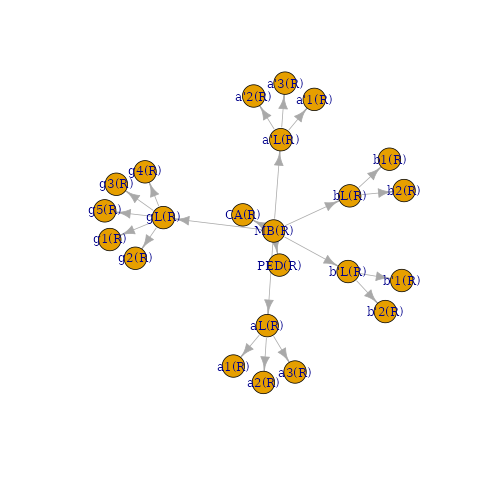 a'3(R)
a'2(R)
a'1(R)
a'L(R)
b1(R)
g4(R)
g3(R)
bL(R)
b2(R)
g5(R)
gL(R)
CA(R)
MB(R)
g1(R)
g2(R)
PED(R)
b'L(R)
b'1(R)
b'2(R)
aL(R)
a1(R)
a3(R)
a2(R)